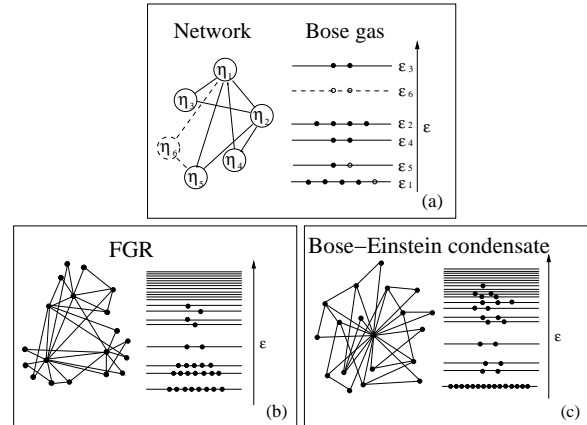 Network
Bose gas
η1
η3
η2
η6
η4
η5
ε3
ε6
ε2
ε4
ε5
ε1
ε
(a)
FGR
ε
(b)
Bose−Einstein condensate
ε
(c)